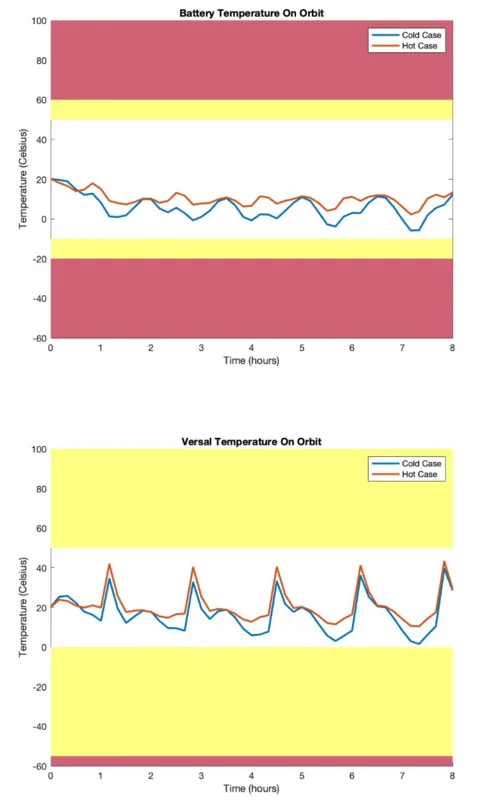 Battery Temperature On Orbit
100
80
60
40
20
0
-20
-40
-60
Temperature (Celsius)
Cold Case
Hot Case
0 1 2 3 4 5 6 7 8
Time (hours)
Versal Temperature On Orbit
100
80
60
40
20
0
-20
-40
-60
Temperature (Celsius)
Cold Case
Hot Case
0 1 2 3 4 5 6 7 8
Time (hours)